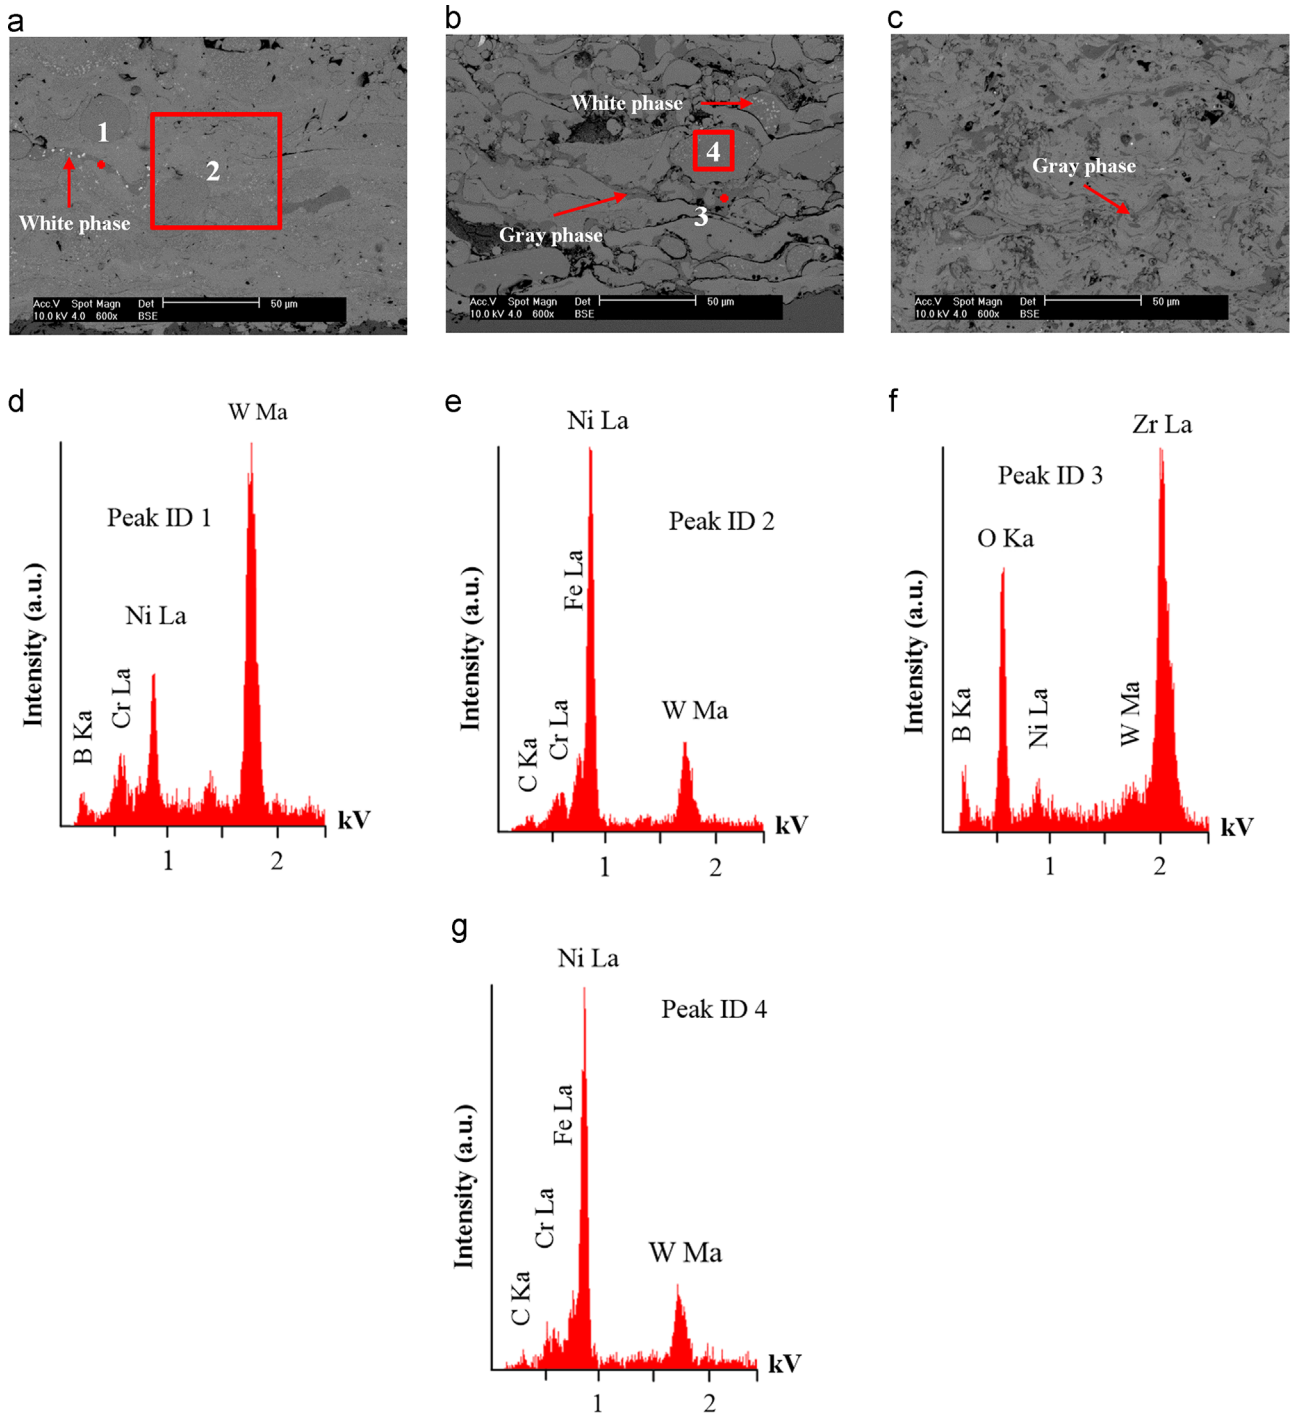 a
1
2
White phase
Acc.V Spot Magn Det 50 µm
10.0 kV 4.0 600x BSE
b
White phase
4
3
Gray phase
Acc.V Spot Magn Det 50 µm
10.0 kV 4.0 600x BSE
c
Gray phase
Acc.V Spot Magn Det 50 µm
10.0 kV 4.0 600x BSE
d
W Ma
Peak ID 1
Ni La
Cr La
B Ka
Intensity (a.u.)
kV
1 2
e
Ni La
Peak ID 2
Fe La
Cr La
C Ka
W Ma
Intensity (a.u.)
kV
1 2
f
Zr La
Peak ID 3
O Ka
B Ka
Ni La
W Ma
Intensity (a.u.)
kV
1 2
g
Ni La
Peak ID 4
Fe La
Cr La
C Ka
W Ma
Intensity (a.u.)
kV
1 2